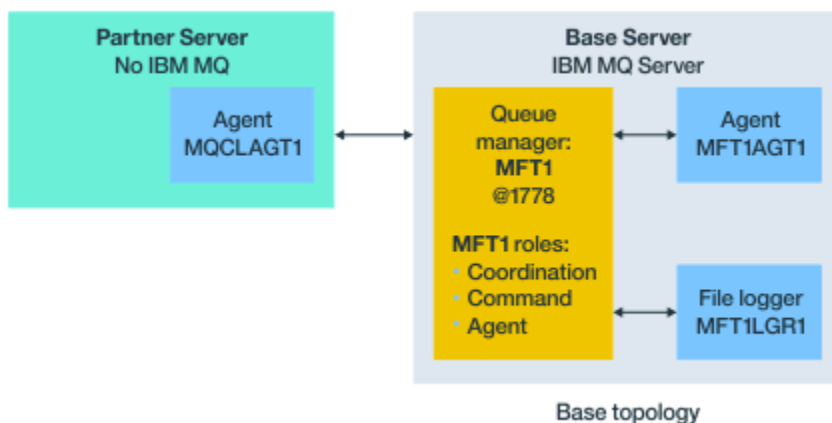 Partner Server
No IBM MQ
Agent
MQCLAGT1
Base Server
IBM MQ Server
Queue
manager:
MFT1
@1778
MFT1 roles:
• Coordination
• Command
• Agent
Agent
MFT1AGT1
File logger
MFT1LGR1
Base topology